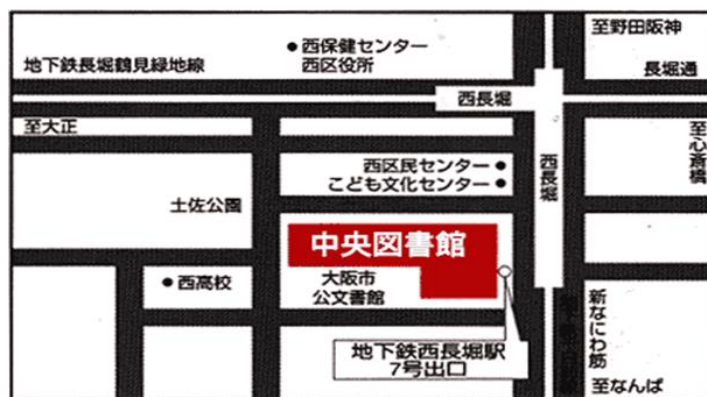 至野田阪神
西保健センター
西区役所
地下鉄長堀鶴見緑地線
長堀通
西長堀
至大正
至心斎橋
西区民センター
こども文化センター
西長堀
土佐公園
中央図書館
大阪市
公文書館
西高校
新なにわ筋
地下鉄西長堀駅
7号出口
至なんば